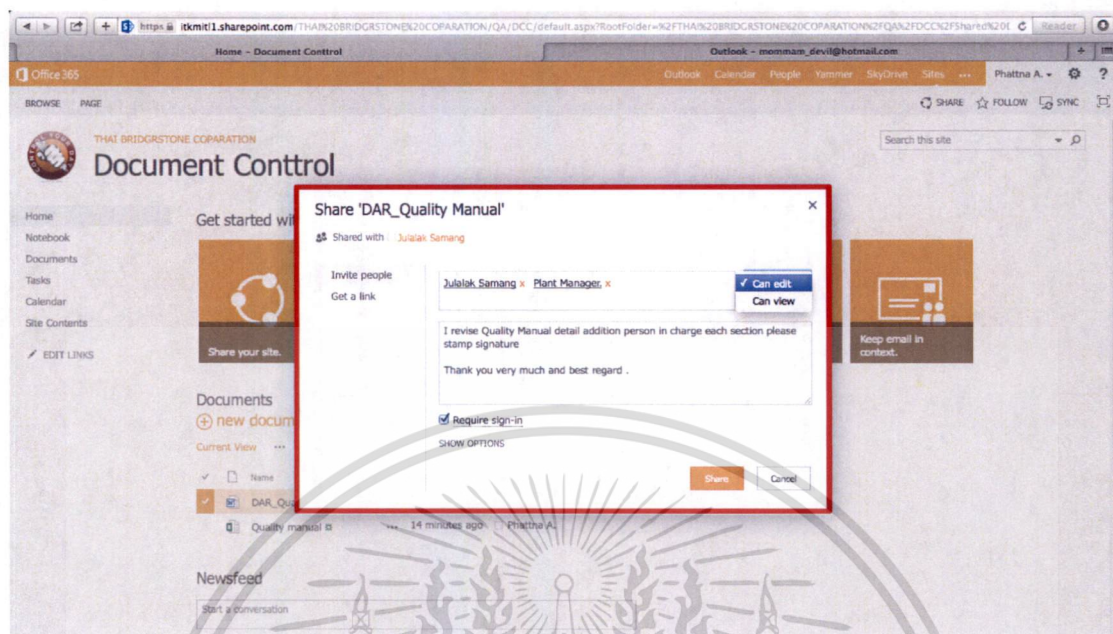 https itkmitl1.sharepoint.com/THAI%20BRIDGRSTONE%20COPARATION/QA/DCC/default.aspx?RootFolder=%2FTHAI%20BRIDGRSTONE%20COPARATION%2FQA%2FDCC%2FShared%20 Reader
Home - Document Conttrol
Outlook - mommam_devil@hotmail.com
Office 365
Outlook Calendar People Yammer SkyDrive Sites ... Phattna A. ?
BROWSE PAGE
SHARE FOLLOW SYNC
THAI BRIDGRSTONE COPARATION
Document Conttrol
Search this site
Home
Notebook
Documents
Tasks
Calendar
Site Contents
EDIT LINKS
Get started wi
Share your site.
Keep email in
context.
Share 'DAR_Quality Manual'
Shared with Julalak Samang
Invite people
Get a link
Julalak Samang x Plant Manager, x
✓ Can edit
Can view
I revise Quality Manual detail addition person in charge each section please
stamp signature
Thank you very much and best regard .
Require sign-in
SHOW OPTIONS
Share Cancel
Documents
+ new docum
Current View ...
Name
DAR_Qua
Quality manual ... 14 minutes ago Phattna A.
Newsfeed
Start a conversation